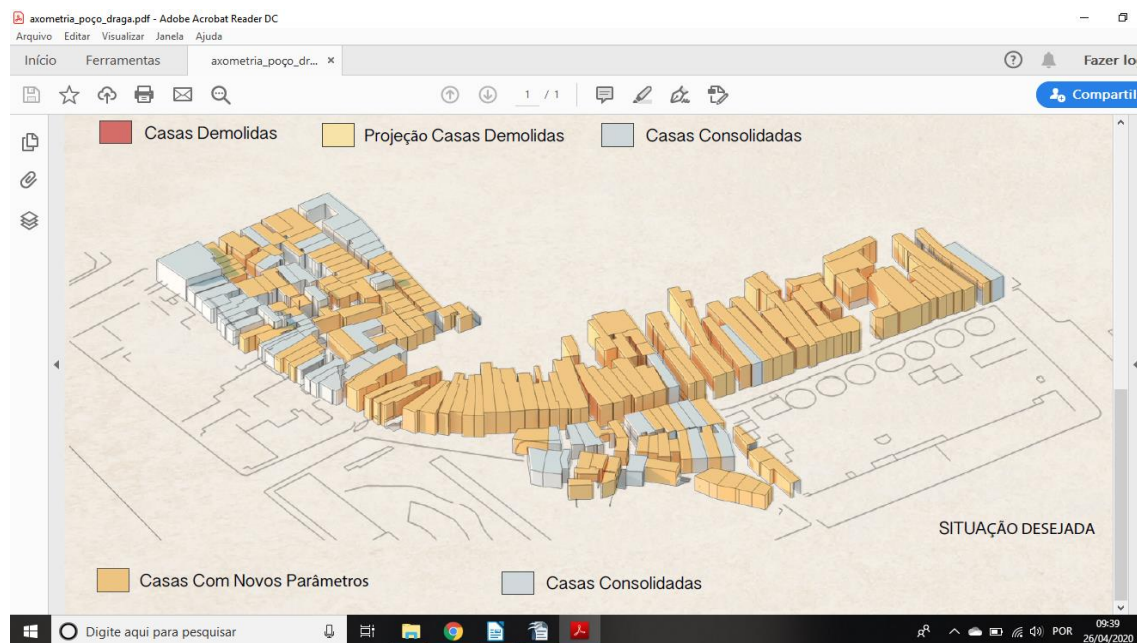 axometria_poço_draga.pdf - Adobe Acrobat Reader DC
Arquivo Editar Visualizar Janela Ajuda
Início Ferramentas axometria_poço_dr... Fazer lo
1 / 1 Compartil
Casas Demolidas Projeção Casas Demolidas Casas Consolidadas
SITUAÇÃO DESEJADA
Casas Com Novos Parâmetros Casas Consolidadas
Digite aqui para pesquisar POR 09:39
26/04/2020